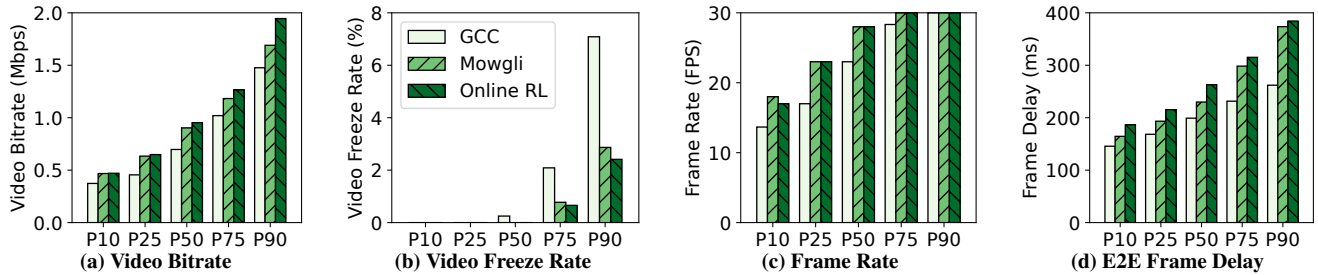 Video Bitrate (Mbps)
2.0
1.5
1.0
0.5
0.0
P10 P25 P50 P75 P90
(a) Video Bitrate
Video Freeze Rate (%)
8
6
4
2
0
GCC
Mowgli
Online RL
P10 P25 P50 P75 P90
(b) Video Freeze Rate
Frame Rate (FPS)
30
20
10
0
P10 P25 P50 P75 P90
(c) Frame Rate
Frame Delay (ms)
400
300
200
100
0
P10 P25 P50 P75 P90
(d) E2E Frame Delay